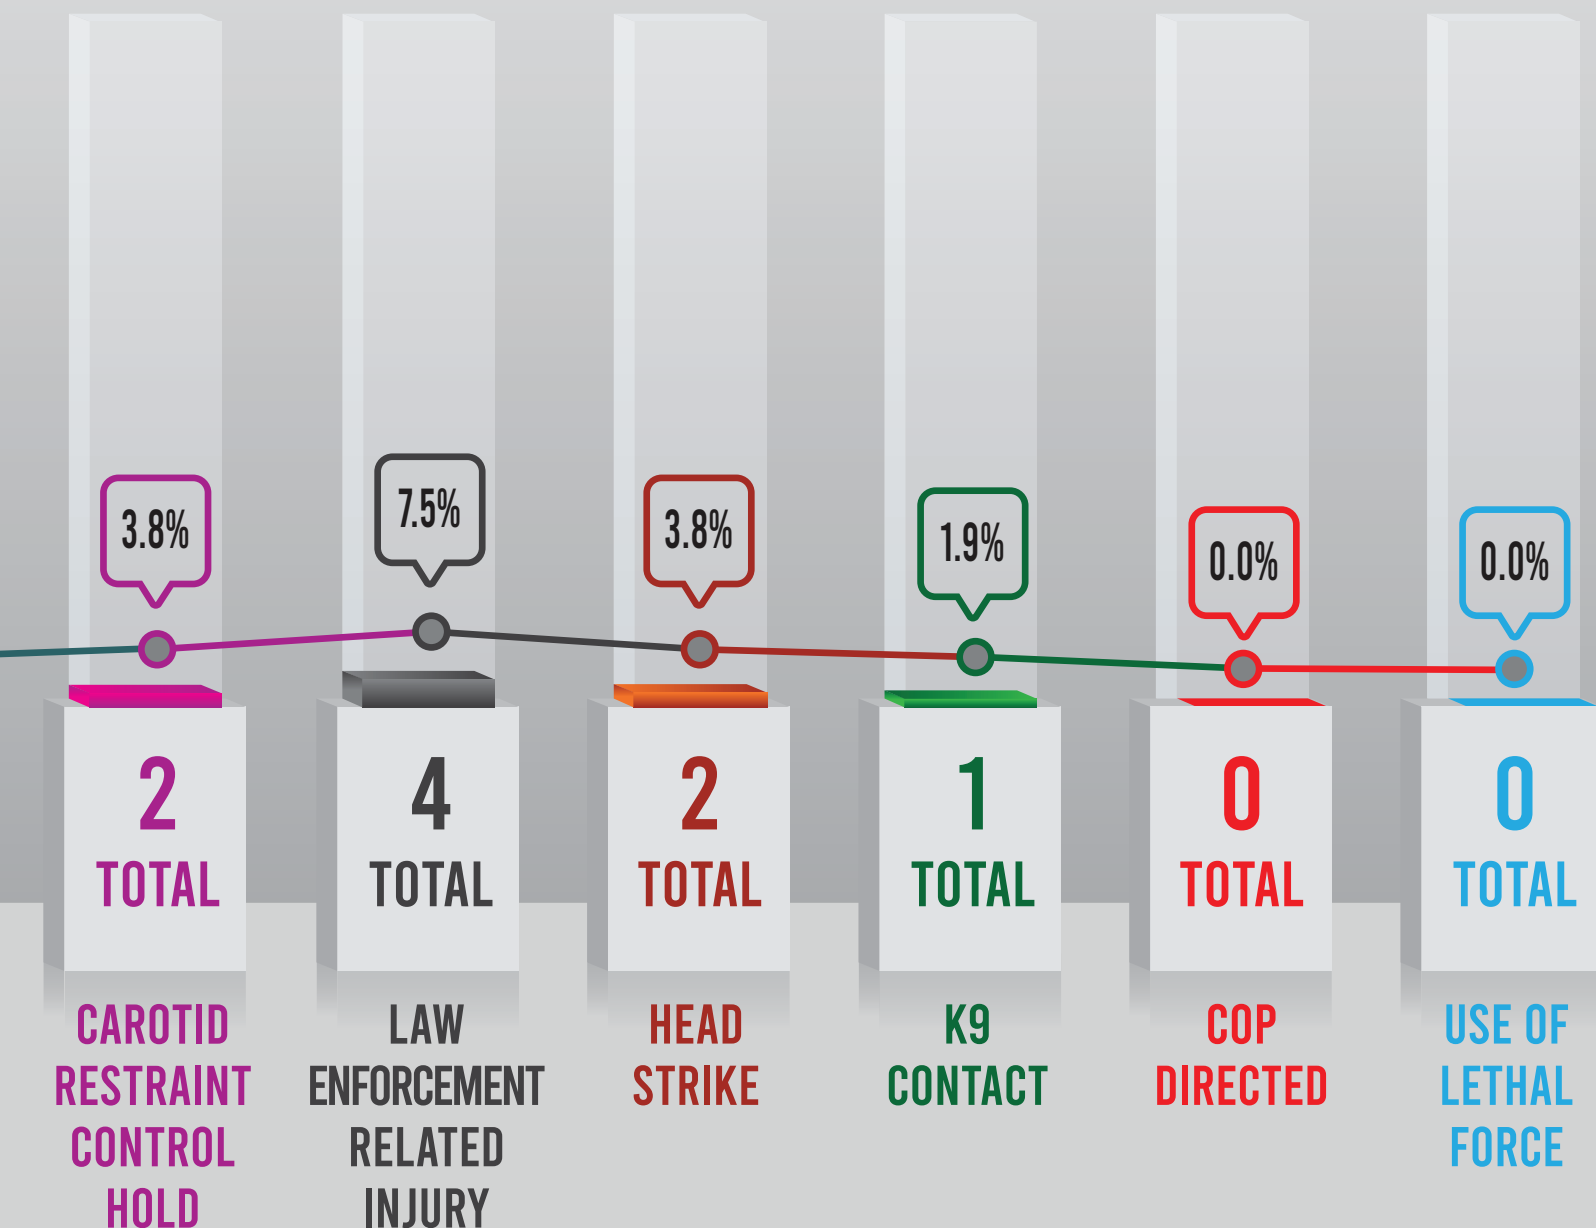 3.8%
7.5%
3.8%
1.9%
0.0%
0.0%
2
TOTAL
4
TOTAL
2
TOTAL
1
TOTAL
0
TOTAL
0
TOTAL
CAROTID
RESTRAINT
CONTROL
HOLD
LAW
ENFORCEMENT
RELATED
INJURY
HEAD
STRIKE
K9
CONTACT
COP
DIRECTED
USE OF
LETHAL
FORCE